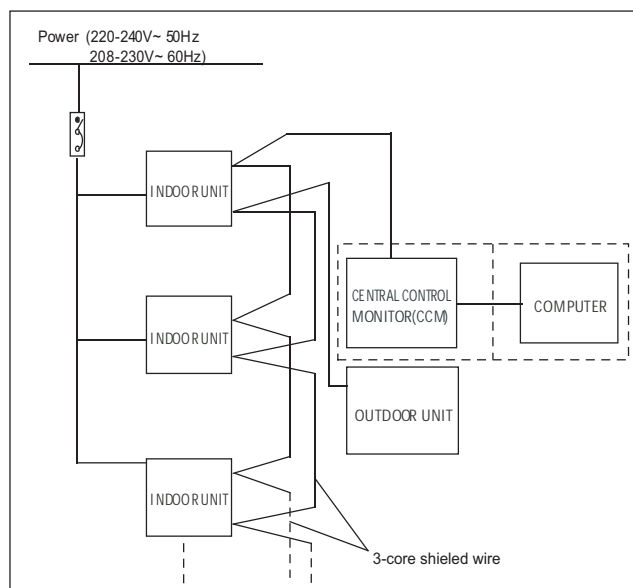 Power (220-240V~ 50Hz
208-230V~ 60Hz)
INDOOR UNIT
CENTRAL CONTROL
MONITOR(CCM)
COMPUTER
INDOOR UNIT
OUTDOOR UNIT
INDOOR UNIT
3-core shielded wire